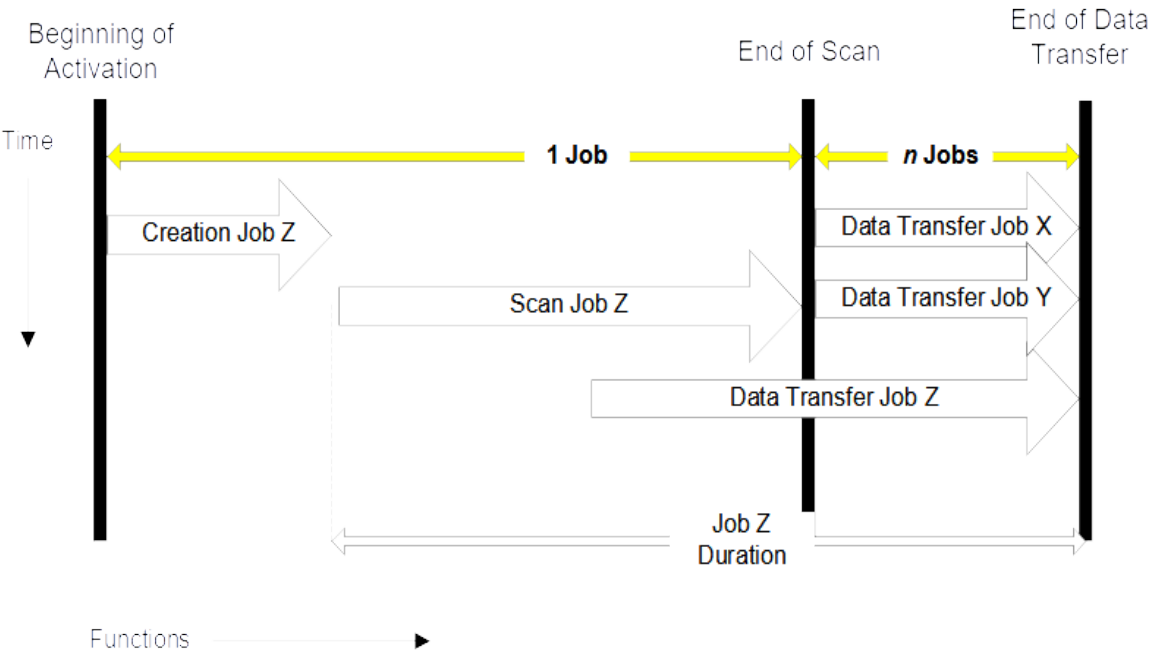 Beginning of
Activation
End of Scan
End of Data
Transfer
Time
1 Job
n Jobs
Creation Job Z
Data Transfer Job X
Scan Job Z
Data Transfer Job Y
Data Transfer Job Z
Job Z
Duration
Functions